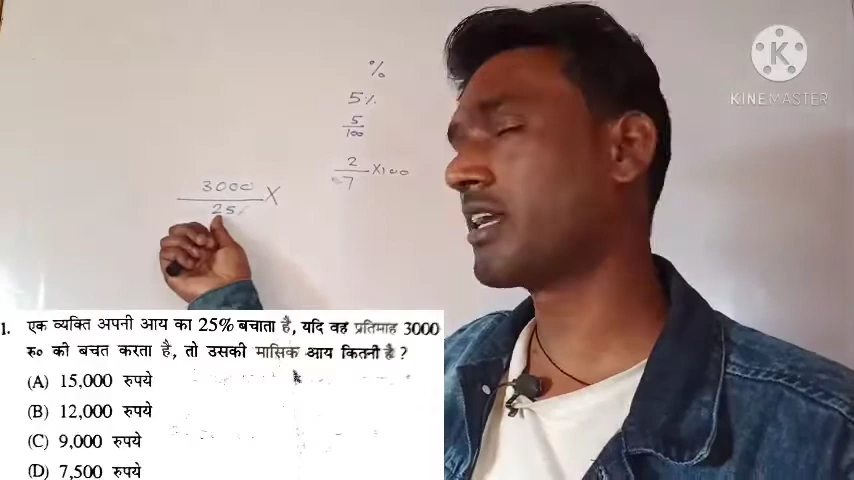 K
KINEMASTER
%
5%
5
100
2
7
X100
3000
25%
X
1. एक व्यक्ति अपनी आय का 25% बचाता है, यदि वह प्रतिमाह 3000
रु० की बचत करता है, तो उसकी मासिक आय कितनी है ?
(A) 15,000 रुपये
(B) 12,000 रुपये
(C) 9,000 रुपये
(D) 7,500 रुपये